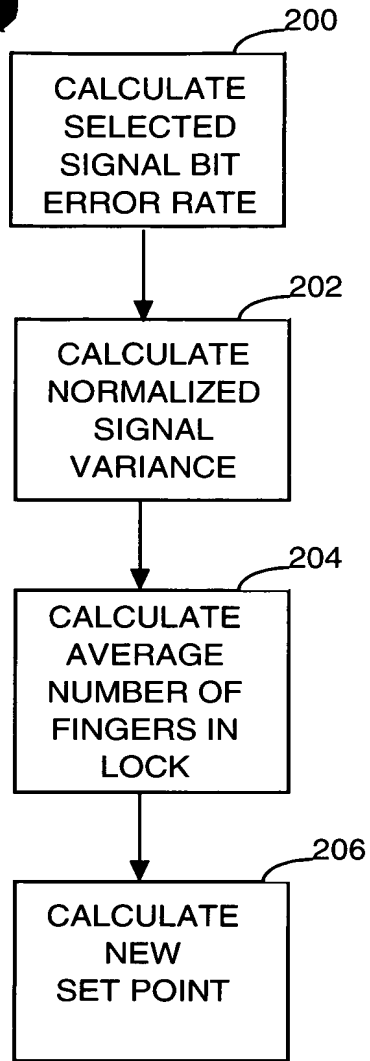 200
CALCULATE
SELECTED
SIGNAL BIT
ERROR RATE
202
CALCULATE
NORMALIZED
SIGNAL
VARIANCE
204
CALCULATE
AVERAGE
NUMBER OF
FINGERS IN
LOCK
206
CALCULATE
NEW
SET POINT